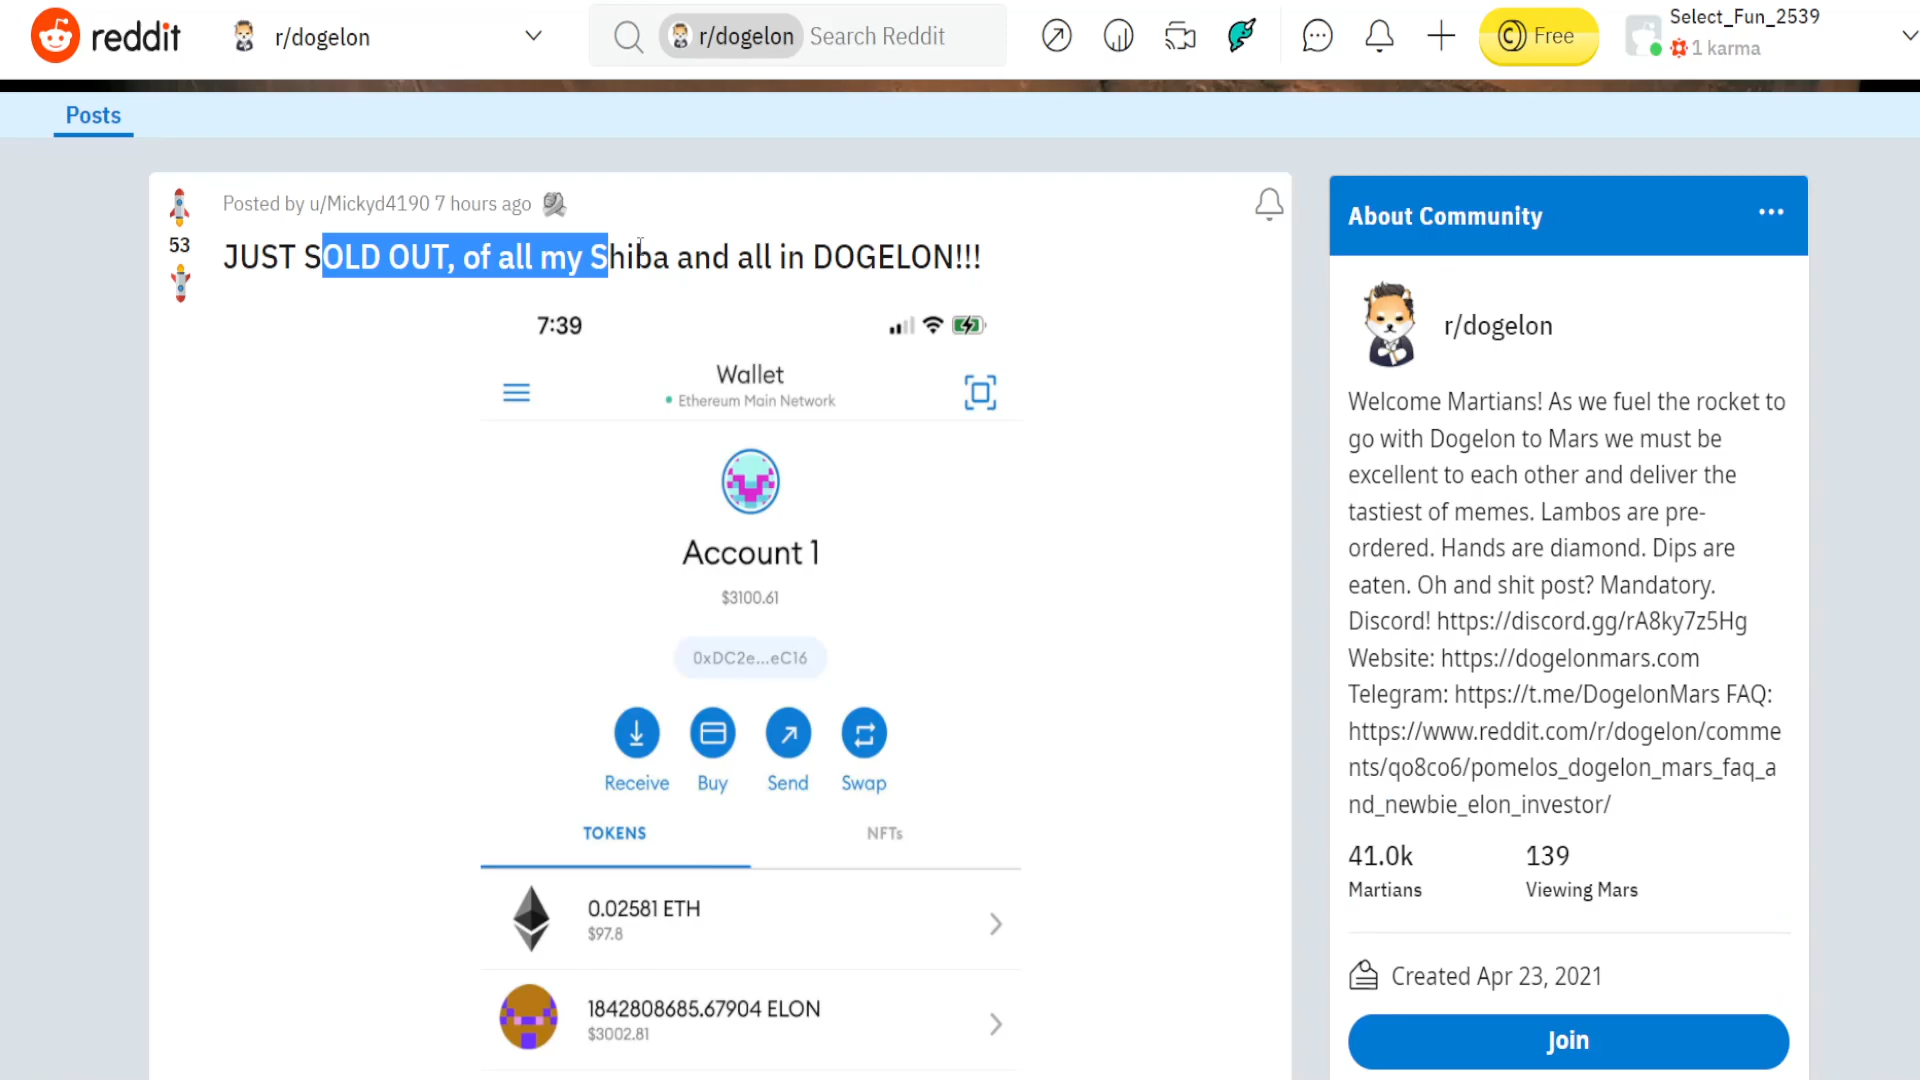 reddit
r/dogelon
r/dogelon Search Reddit
Free
Select_Fun_2539
1 karma
Posts
Posted by u/Mickyd4190 7 hours ago
53
JUST SOLD OUT, of all my Shiba and all in DOGELON!!!
7:39
Wallet
Ethereum Main Network
Account 1
$3100.61
0xDC2e...eC16
Receive Buy Send Swap
TOKENS NFTs
0.02581 ETH
$97.8
1842808685.67904 ELON
$3002.81
About Community
r/dogelon
Welcome Martians! As we fuel the rocket to
go with Dogelon to Mars we must be
excellent to each other and deliver the
tastiest of memes. Lambos are pre-
ordered. Hands are diamond. Dips are
eaten. Oh and shit post? Mandatory.
Discord! https://discord.gg/rA8ky7z5Hg
Website: https://dogelonmars.com
Telegram: https://t.me/DogelonMars FAQ:
https://www.reddit.com/r/dogelon/comme
nts/qo8co6/pomelos_dogelon_mars_faq_a
nd_newbie_elon_investor/
41.0k 139
Martians Viewing Mars
Created Apr 23, 2021
Join